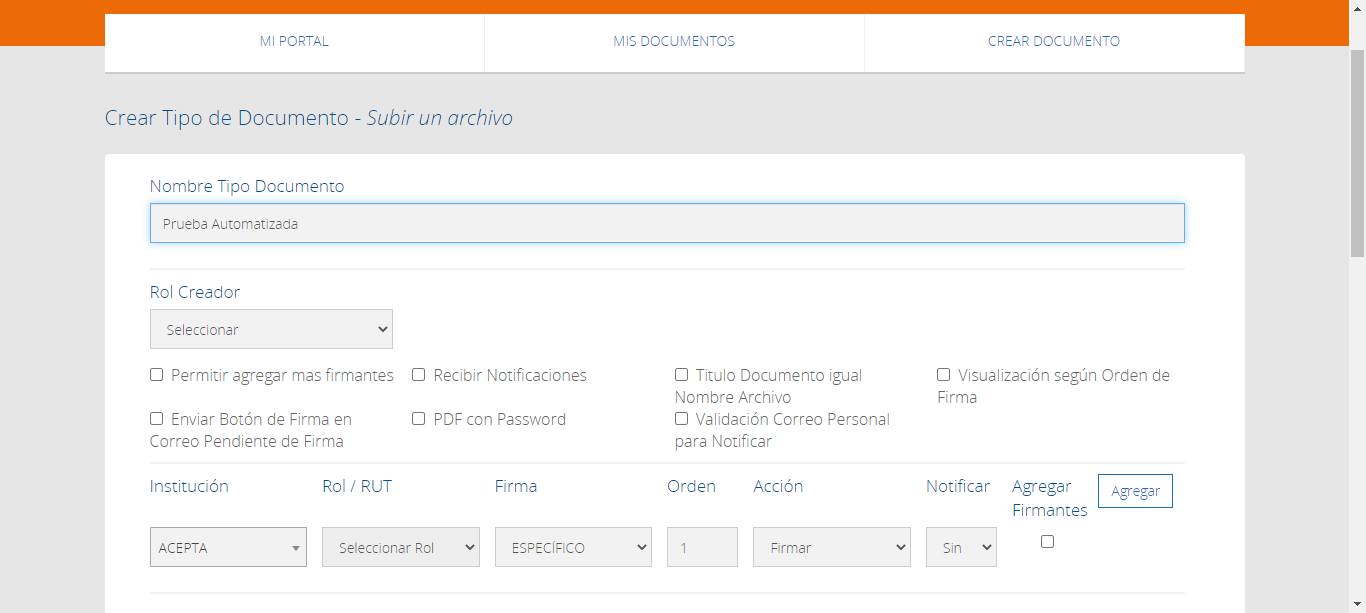 MI PORTAL
MIS DOCUMENTOS
CREAR DOCUMENTO
Crear Tipo de Documento - Subir un archivo
Nombre Tipo Documento
Prueba Automatizada
Rol Creador
Seleccionar
Permitir agregar mas firmantes
Recibir Notificaciones
Titulo Documento igual
Nombre Archivo
Visualización según Orden de
Firma
Enviar Botón de Firma en
Correo Pendiente de Firma
PDF con Password
Validación Correo Personal
para Notificar
Institución
Rol / RUT
Firma
Orden
Acción
Notificar
Agregar
Firmantes
Agregar
ACEPTA
Seleccionar Rol
ESPECÍFICO
1
Firmar
Sin